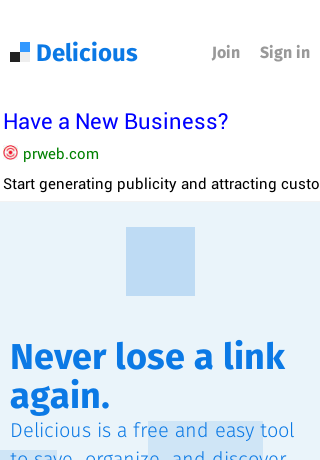 Delicious Join Sign in
Have a New Business?
prweb.com
Start generating publicity and attracting custo
Never lose a link
again.
Delicious is a free and easy tool
to save, organize, and discover